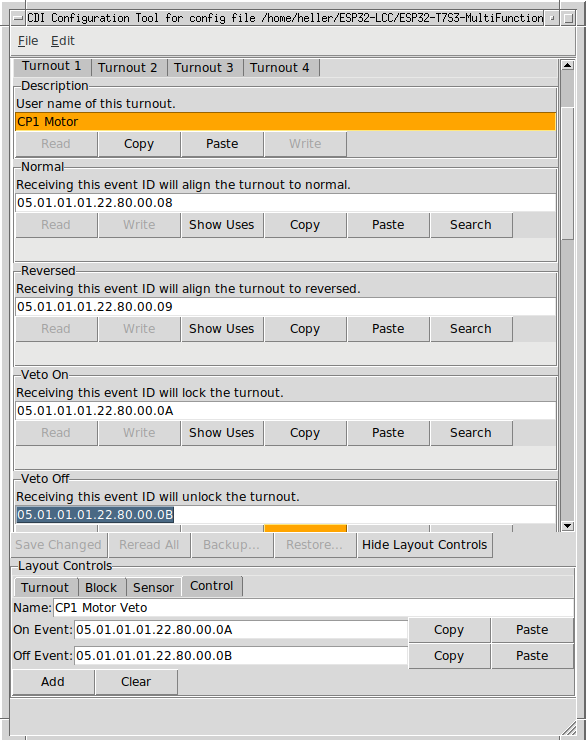 CDI Configuration Tool for config file /home/heller/ESP32-LCC/ESP32-T7S3-MultiFunction
File Edit
Turnout 1 Turnout 2 Turnout 3 Turnout 4
Description
User name of this turnout.
CP1 Motor
Read Copy Paste Write
Normal
Receiving this event ID will align the turnout to normal.
05.01.01.01.22.80.00.08
Read Write Show Uses Copy Paste Search
Reversed
Receiving this event ID will align the turnout to reversed.
05.01.01.01.22.80.00.09
Read Write Show Uses Copy Paste Search
Veto On
Receiving this event ID will lock the turnout.
05.01.01.01.22.80.00.0A
Read Write Show Uses Copy Paste Search
Veto Off
Receiving this event ID will unlock the turnout.
05.01.01.01.22.80.00.0B
Save Changed Reread All Backup... Restore... Hide Layout Controls
Layout Controls
Turnout Block Sensor Control
Name: CP1 Motor Veto
On Event: 05.01.01.01.22.80.00.0A Copy Paste
Off Event: 05.01.01.01.22.80.00.0B Copy Paste
Add Clear